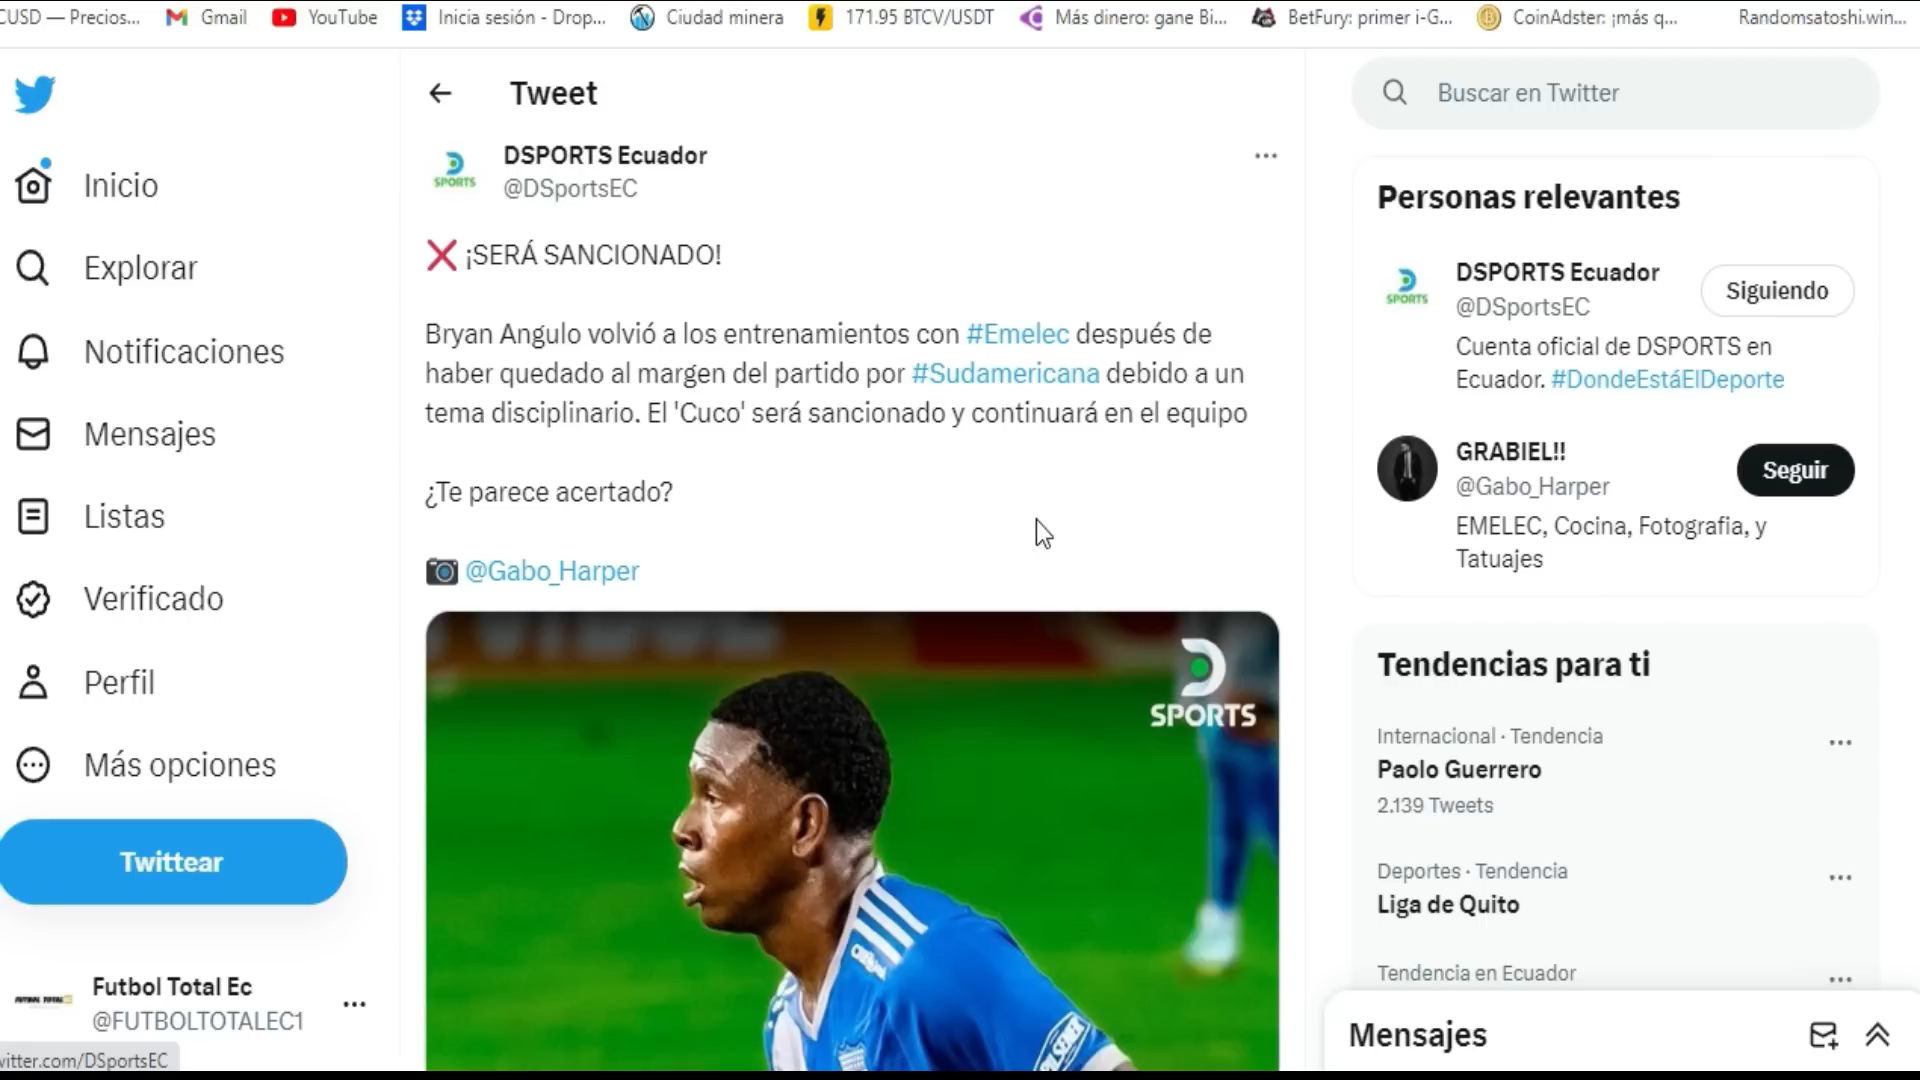 CUSD — Precios...
Gmail
YouTube
Inicia sesión - Drop...
Ciudad minera
171.95 BTCV/USDT
Más dinero: gane Bi...
BetFury: primer i-G...
CoinAdster: ¡más q...
Randomsatoshi.win...
Inicio
Explorar
Notificaciones
Mensajes
Listas
Verificado
Perfil
Más opciones
Twittear
Futbol Total Ec
@FUTBOLTOTALEC1
witter.com/DSportsEC
Tweet
SPORTS
DSPORTS Ecuador
@DSportsEC
❌ ¡SERÁ SANCIONADO!
Bryan Angulo volvió a los entrenamientos con #Emelec después de
haber quedado al margen del partido por #Sudamericana debido a un
tema disciplinario. El 'Cuco' será sancionado y continuará en el equipo
¿Te parece acertado?
📷 @Gabo_Harper
SPORTS
Buscar en Twitter
Personas relevantes
SPORTS
DSPORTS Ecuador
@DSportsEC
Siguiendo
Cuenta oficial de DSPORTS en
Ecuador. #DondeEstáElDeporte
GRABIEL!!
@Gabo_Harper
Seguir
EMELEC, Cocina, Fotografia, y
Tatuajes
Tendencias para ti
Internacional · Tendencia
Paolo Guerrero
2.139 Tweets
Deportes · Tendencia
Liga de Quito
Tendencia en Ecuador
Mensajes